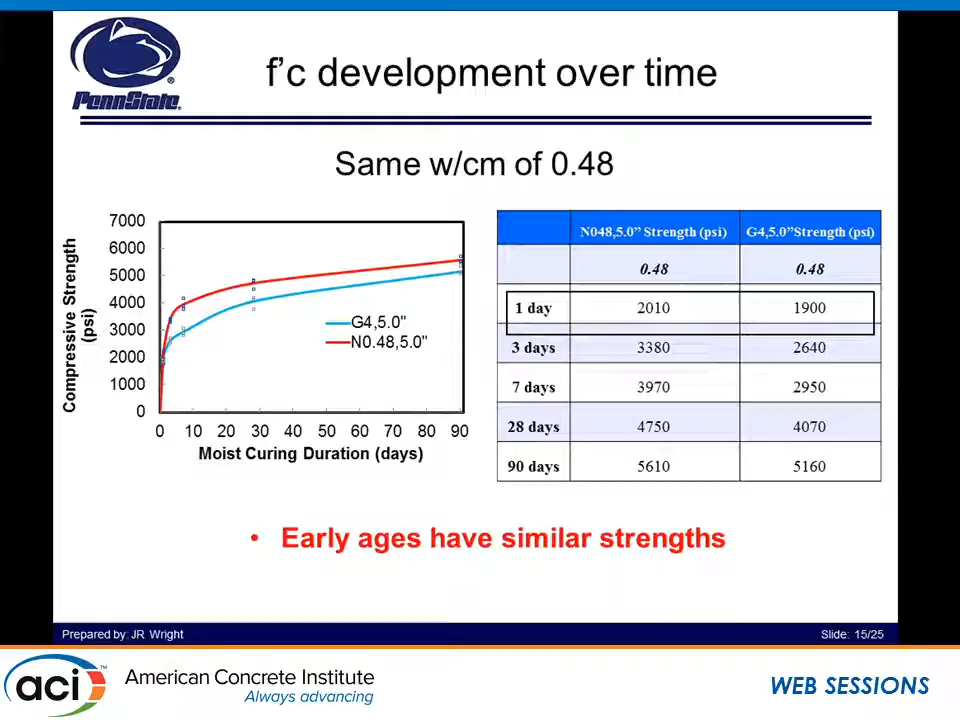 PennState
f’c development over time
Same w/cm of 0.48
Compressive Strength
(psi)
7000
6000
5000
4000
3000
2000
1000
0
G4,5.0"
N0.48,5.0"
0 10 20 30 40 50 60 70 80 90
Moist Curing Duration (days)
N048,5.0” Strength (psi) G4,5.0”Strength (psi)
0.48 0.48
1 day 2010 1900
3 days 3380 2640
7 days 3970 2950
28 days 4750 4070
90 days 5610 5160
• Early ages have similar strengths
Prepared by: JR Wright Slide: 15/25
aci™ American Concrete Institute
Always advancing
WEB SESSIONS